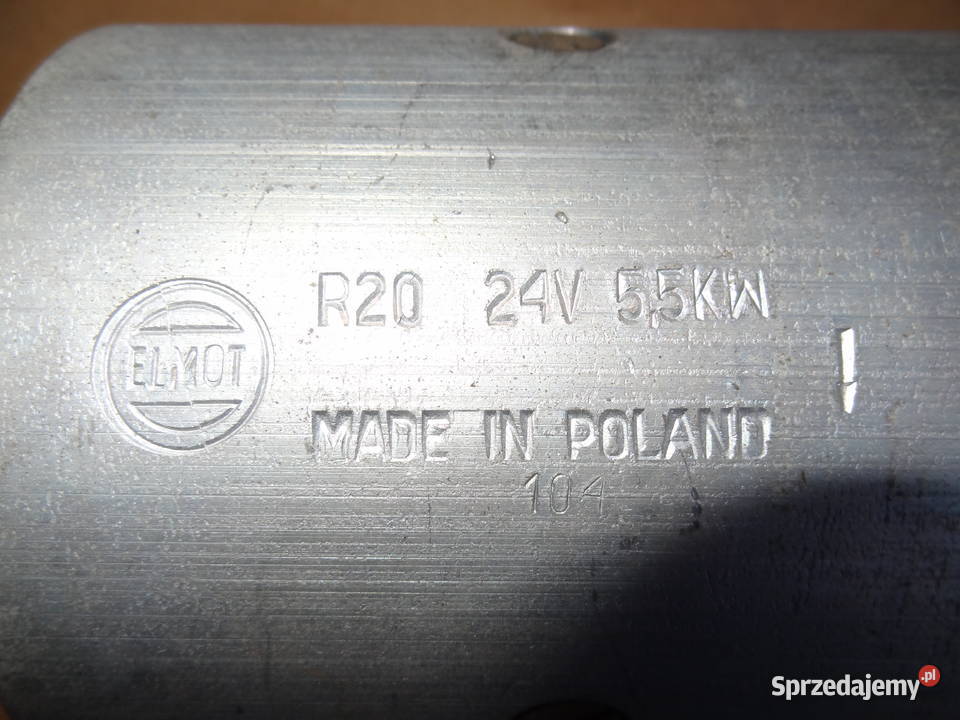 R20 24V 5,5KW
ELMOT
MADE IN POLAND
104
Sprzedajemy.pl